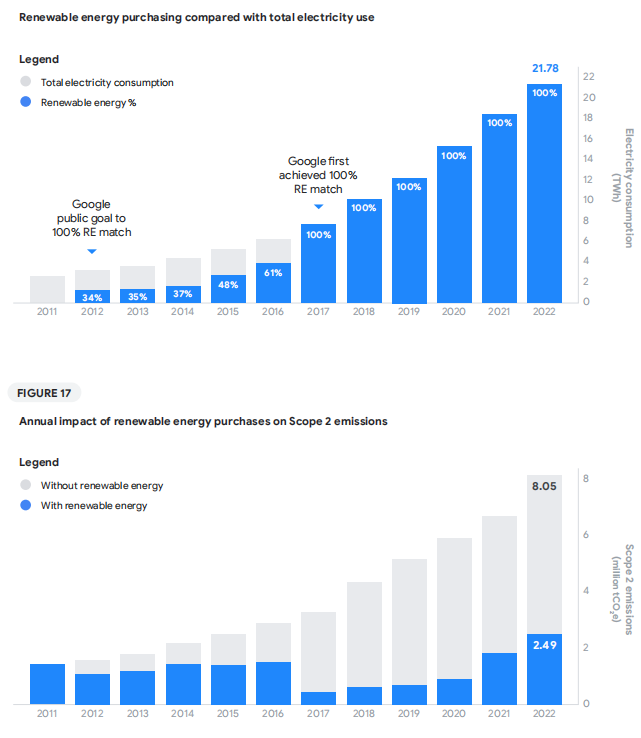 Renewable energy purchasing compared with total electricity use
Legend
Total electricity consumption
Renewable energy %
Google
public goal to
100% RE match
Google first
achieved 100%
RE match
21.78
34%
35%
37%
48%
61%
100%
100%
100%
100%
100%
100%
22
20
18
16
14
12
10
8
6
4
2
0
Electricity consumption
(TWh)
2011
2012
2013
2014
2015
2016
2017
2018
2019
2020
2021
2022
FIGURE 17
Annual impact of renewable energy purchases on Scope 2 emissions
Legend
Without renewable energy
With renewable energy
8.05
2.49
8
6
4
2
0
Scope 2 emissions
(million tCO₂e)
2011
2012
2013
2014
2015
2016
2017
2018
2019
2020
2021
2022